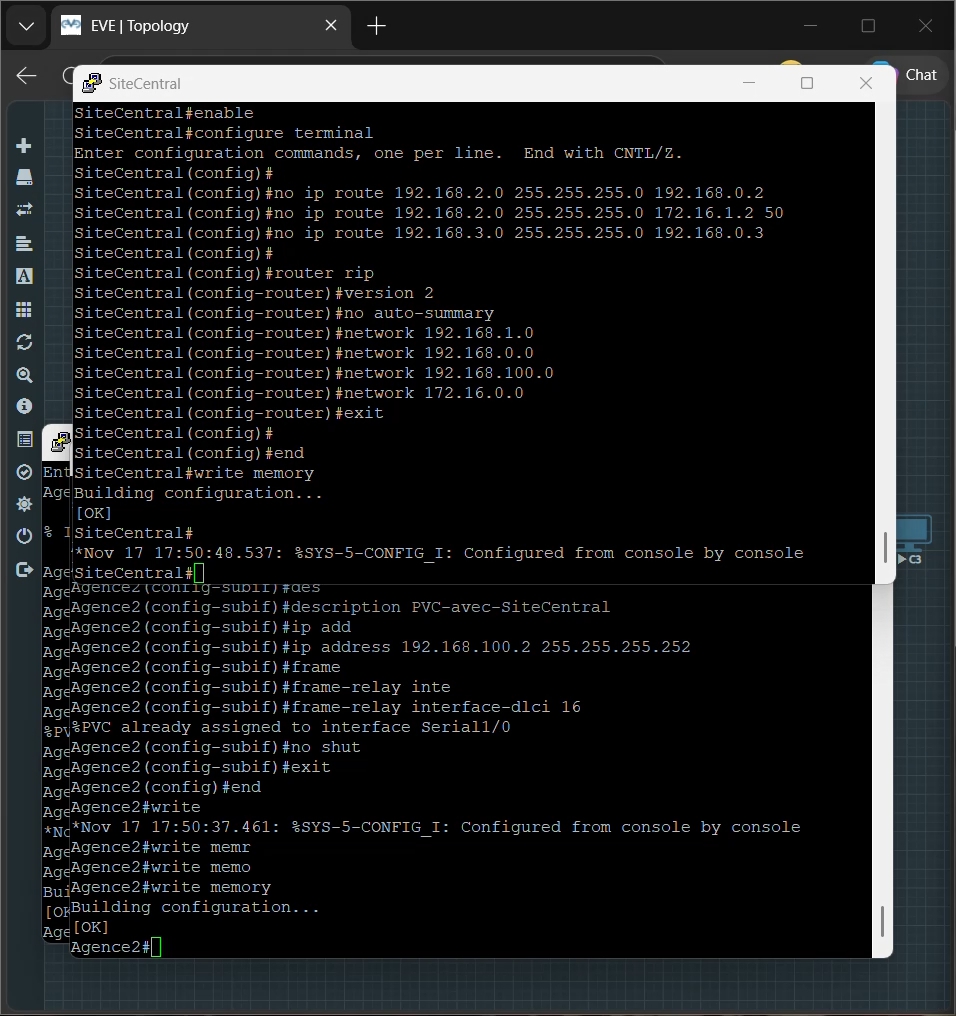 EVE | Topology
Chat
SiteCentral
SiteCentral#enable
SiteCentral#configure terminal
Enter configuration commands, one per line.  End with CNTL/Z.
SiteCentral(config)#
SiteCentral(config)#no ip route 192.168.2.0 255.255.255.0 192.168.0.2
SiteCentral(config)#no ip route 192.168.2.0 255.255.255.0 172.16.1.2 50
SiteCentral(config)#no ip route 192.168.3.0 255.255.255.0 192.168.0.3
SiteCentral(config)#
SiteCentral(config)#router rip
SiteCentral(config-router)#version 2
SiteCentral(config-router)#no auto-summary
SiteCentral(config-router)#network 192.168.1.0
SiteCentral(config-router)#network 192.168.0.0
SiteCentral(config-router)#network 192.168.100.0
SiteCentral(config-router)#network 172.16.0.0
SiteCentral(config-router)#exit
SiteCentral(config)#
SiteCentral(config)#end
SiteCentral#write memory
Building configuration...
[OK]
SiteCentral#
*Nov 17 17:50:48.537: %SYS-5-CONFIG_I: Configured from console by console
SiteCentral#
C3
Agence2(config-subif)#des
Agence2(config-subif)#description PVC-avec-SiteCentral
Agence2(config-subif)#ip add
Agence2(config-subif)#ip address 192.168.100.2 255.255.255.252
Agence2(config-subif)#frame
Agence2(config-subif)#frame-relay inte
Agence2(config-subif)#frame-relay interface-dlci 16
%PVC already assigned to interface Serial1/0
Agence2(config-subif)#no shut
Agence2(config-subif)#exit
Agence2(config)#end
Agence2#write
*Nov 17 17:50:37.461: %SYS-5-CONFIG_I: Configured from console by console
Agence2#write memr
Agence2#write memo
Agence2#write memory
Building configuration...
[OK]
Agence2#